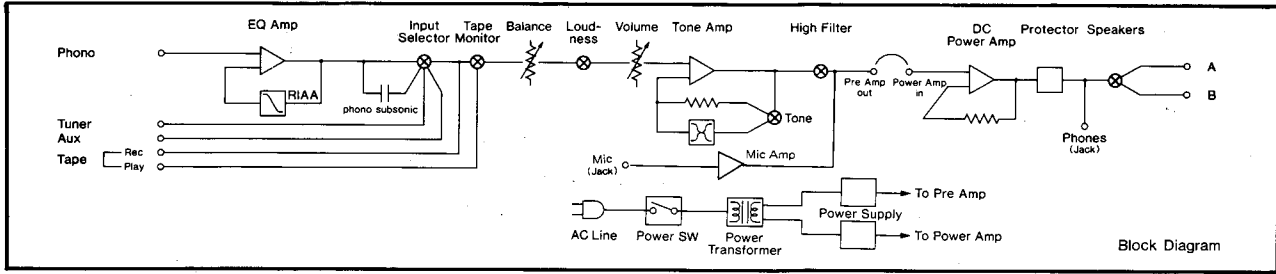 EQ Amp
Input
Selector
Tape
Monitor
Balance
Loud-
ness
Volume
Tone Amp
High Filter
DC
Power Amp
Protector
Speakers
Phono
RIAA
phono subsonic
Tone
Pre Amp
out
Power Amp
in
A
B
Tuner
Aux
Tape
Rec
Play
Phones
(Jack)
Mic
(Jack)
Mic Amp
AC Line
Power SW
Power
Transformer
Power Supply
To Pre Amp
To Power Amp
Block Diagram